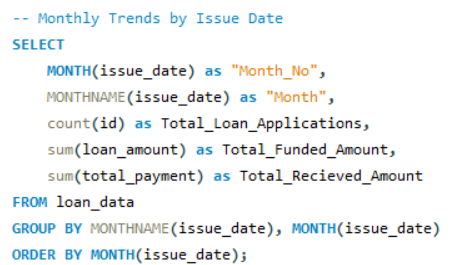 -- Monthly Trends by Issue Date
SELECT
    MONTH(issue_date) as "Month_No",
    MONTHNAME(issue_date) as "Month",
    count(id) as Total_Loan_Applications,
    sum(loan_amount) as Total_Funded_Amount,
    sum(total_payment) as Total_Recieved_Amount
FROM loan_data
GROUP BY MONTHNAME(issue_date), MONTH(issue_date)
ORDER BY MONTH(issue_date);